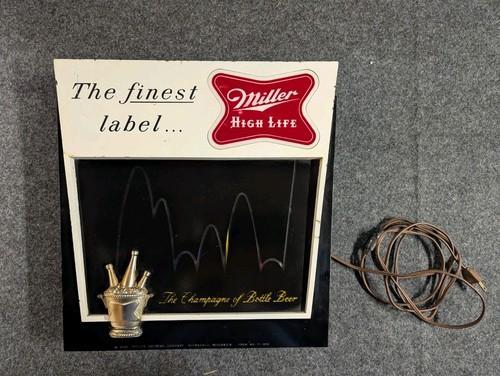 The finest
label...
Miller
HIGH LIFE
The Champagne of Bottle Beer